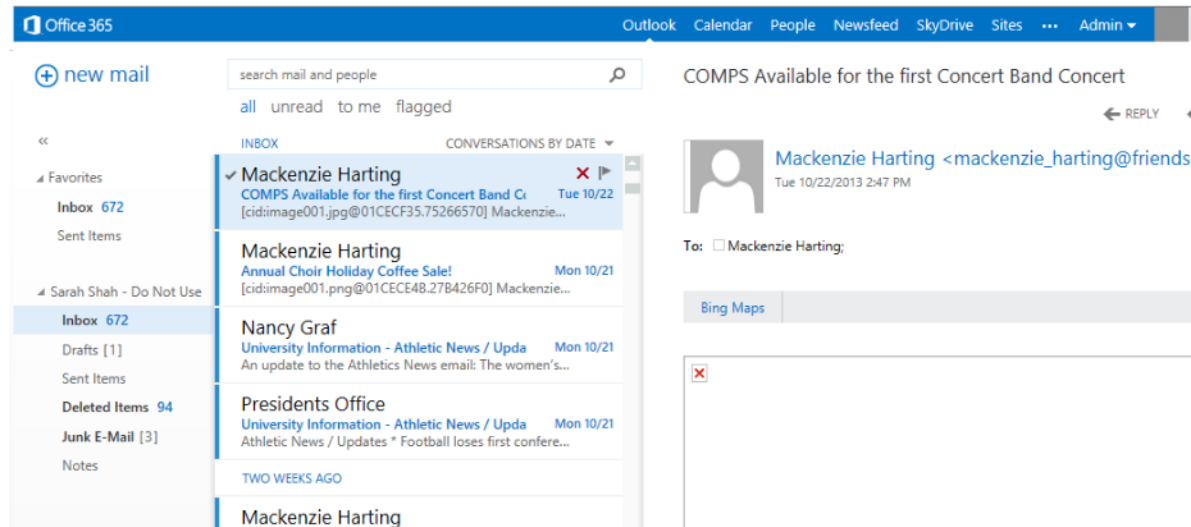 Office 365
Outlook Calendar People Newsfeed SkyDrive Sites ••• Admin
new mail
«
Favorites
Inbox 672
Sent Items
Sarah Shah - Do Not Use
Inbox 672
Drafts [1]
Sent Items
Deleted Items 94
Junk E-Mail [3]
Notes
search mail and people
all unread to me flagged
INBOX CONVERSATIONS BY DATE
Mackenzie Harting
COMPS Available for the first Concert Band Tue 10/22
[cid:image001.jpg@01CECF35.75266570] Mackenzie...
Mackenzie Harting
Annual Choir Holiday Coffee Sale! Mon 10/21
[cid:image001.png@01CECE4B.27B426F0] Mackenzie...
Nancy Graf
University Information - Athletic News / Upda Mon 10/21
An update to the Athletics News email: The women's...
Presidents Office
University Information - Athletic News / Upda Mon 10/21
Athletic News / Updates * Football loses first confere...
TWO WEEKS AGO
Mackenzie Harting
COMPS Available for the first Concert Band Concert
REPLY
Mackenzie Harting <mackenzie_harting@friends
Tue 10/22/2013 2:47 PM
To: Mackenzie Harting;
Bing Maps